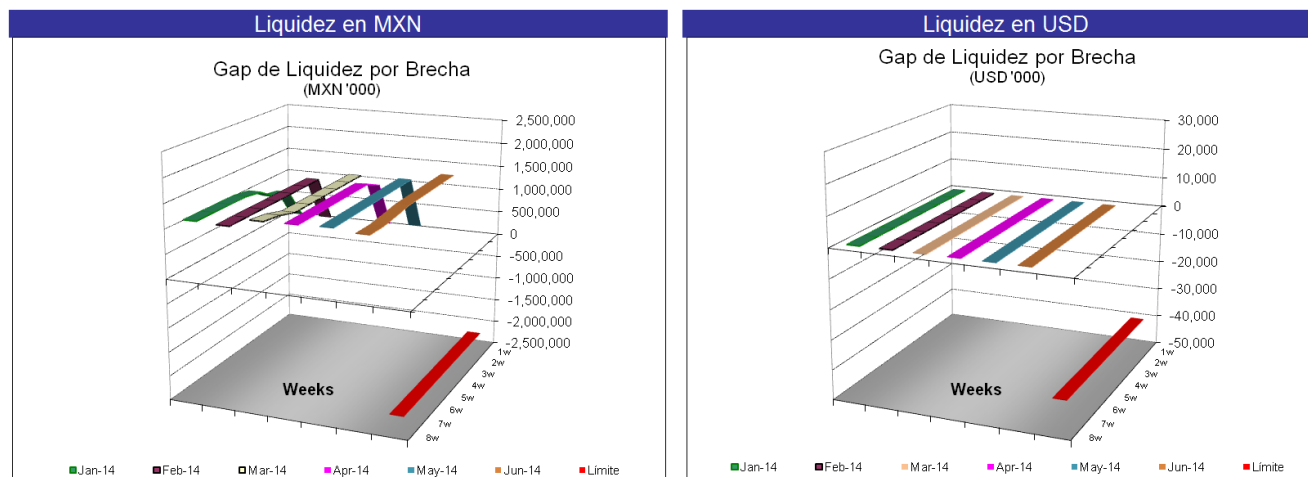 Liquidez en MXN
Gap de Liquidez por Brecha
(MXN '000)
2,500,000
2,000,000
1,500,000
1,000,000
500,000
0
-500,000
-1,000,000
-1,500,000
-2,000,000
-2,500,000
1w
2w
3w
4w
5w
6w
7w
8w
Weeks
Jan-14 Feb-14 Mar-14 Apr-14 May-14 Jun-14 Límite
Liquidez en USD
Gap de Liquidez por Brecha
(USD '000)
30,000
20,000
10,000
0
-10,000
-20,000
-30,000
-40,000
-50,000
1w
2w
3w
4w
5w
6w
7w
8w
Weeks
Jan-14 Feb-14 Mar-14 Apr-14 May-14 Jun-14 Límite